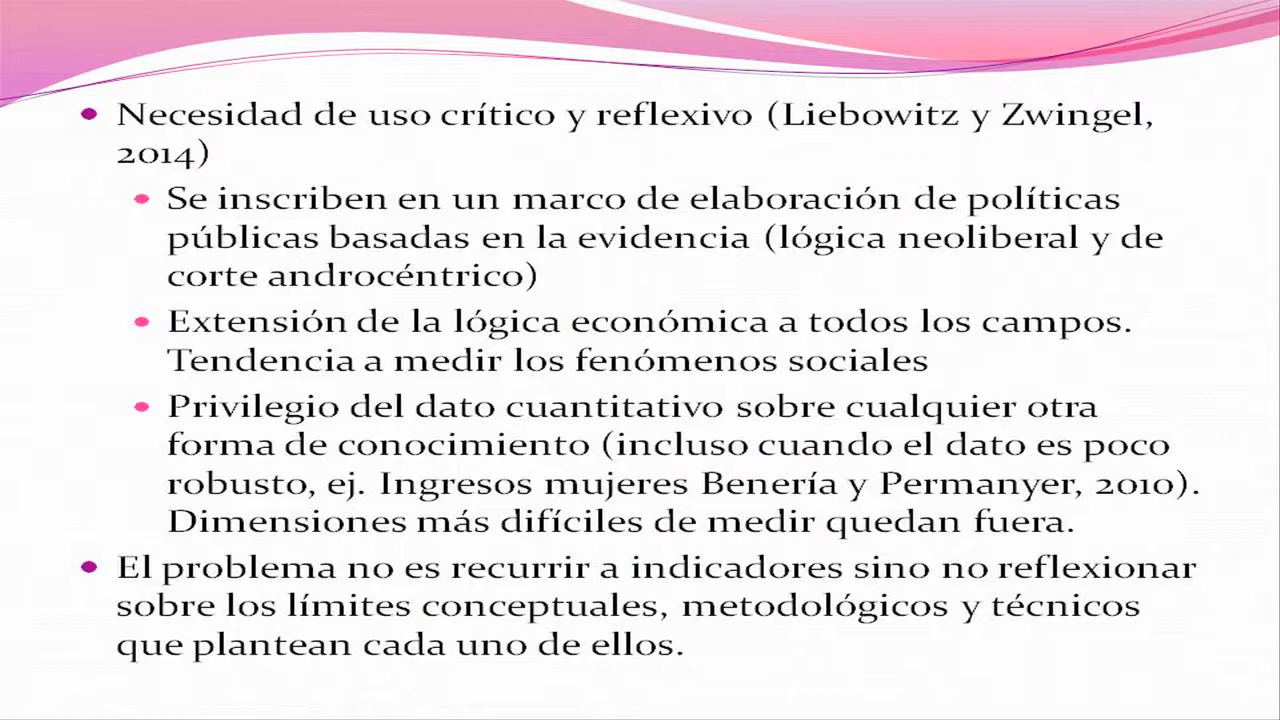 • Necesidad de uso crítico y reflexivo (Liebowitz y Zwingel,
2014)
• Se inscriben en un marco de elaboración de políticas
públicas basadas en la evidencia (lógica neoliberal y de
corte androcéntrico)
• Extensión de la lógica económica a todos los campos.
Tendencia a medir los fenómenos sociales
• Privilegio del dato cuantitativo sobre cualquier otra
forma de conocimiento (incluso cuando el dato es poco
robusto, ej. Ingresos mujeres Benería y Permanyer, 2010).
Dimensiones más difíciles de medir quedan fuera.
• El problema no es recurrir a indicadores sino no reflexionar
sobre los límites conceptuales, metodológicos y técnicos
que plantean cada uno de ellos.